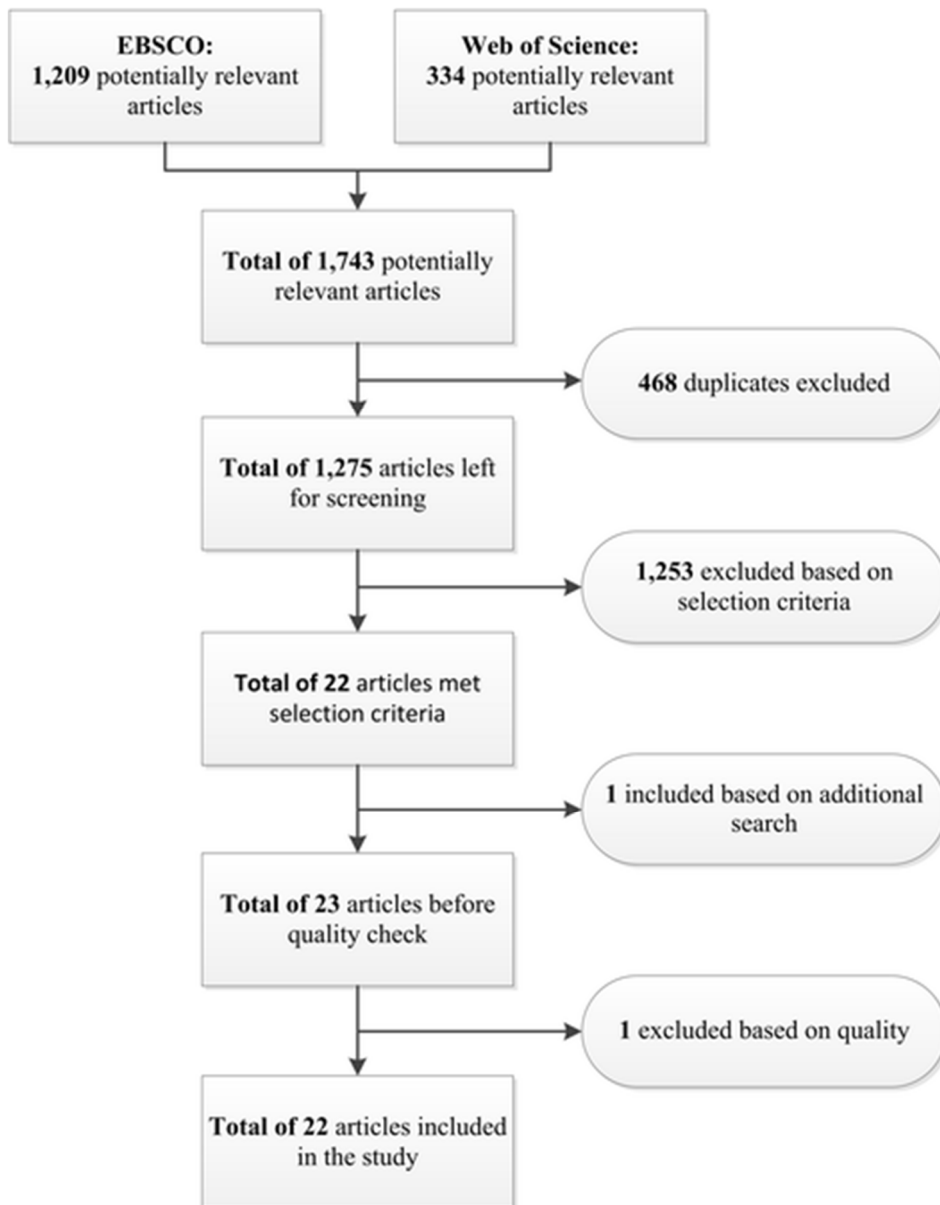 EBSCO:
1,209 potentially relevant
articles
Web of Science:
334 potentially relevant
articles
Total of 1,743 potentially
relevant articles
468 duplicates excluded
Total of 1,275 articles left
for screening
1,253 excluded based on
selection criteria
Total of 22 articles met
selection criteria
1 included based on additional
search
Total of 23 articles before
quality check
1 excluded based on quality
Total of 22 articles included
in the study